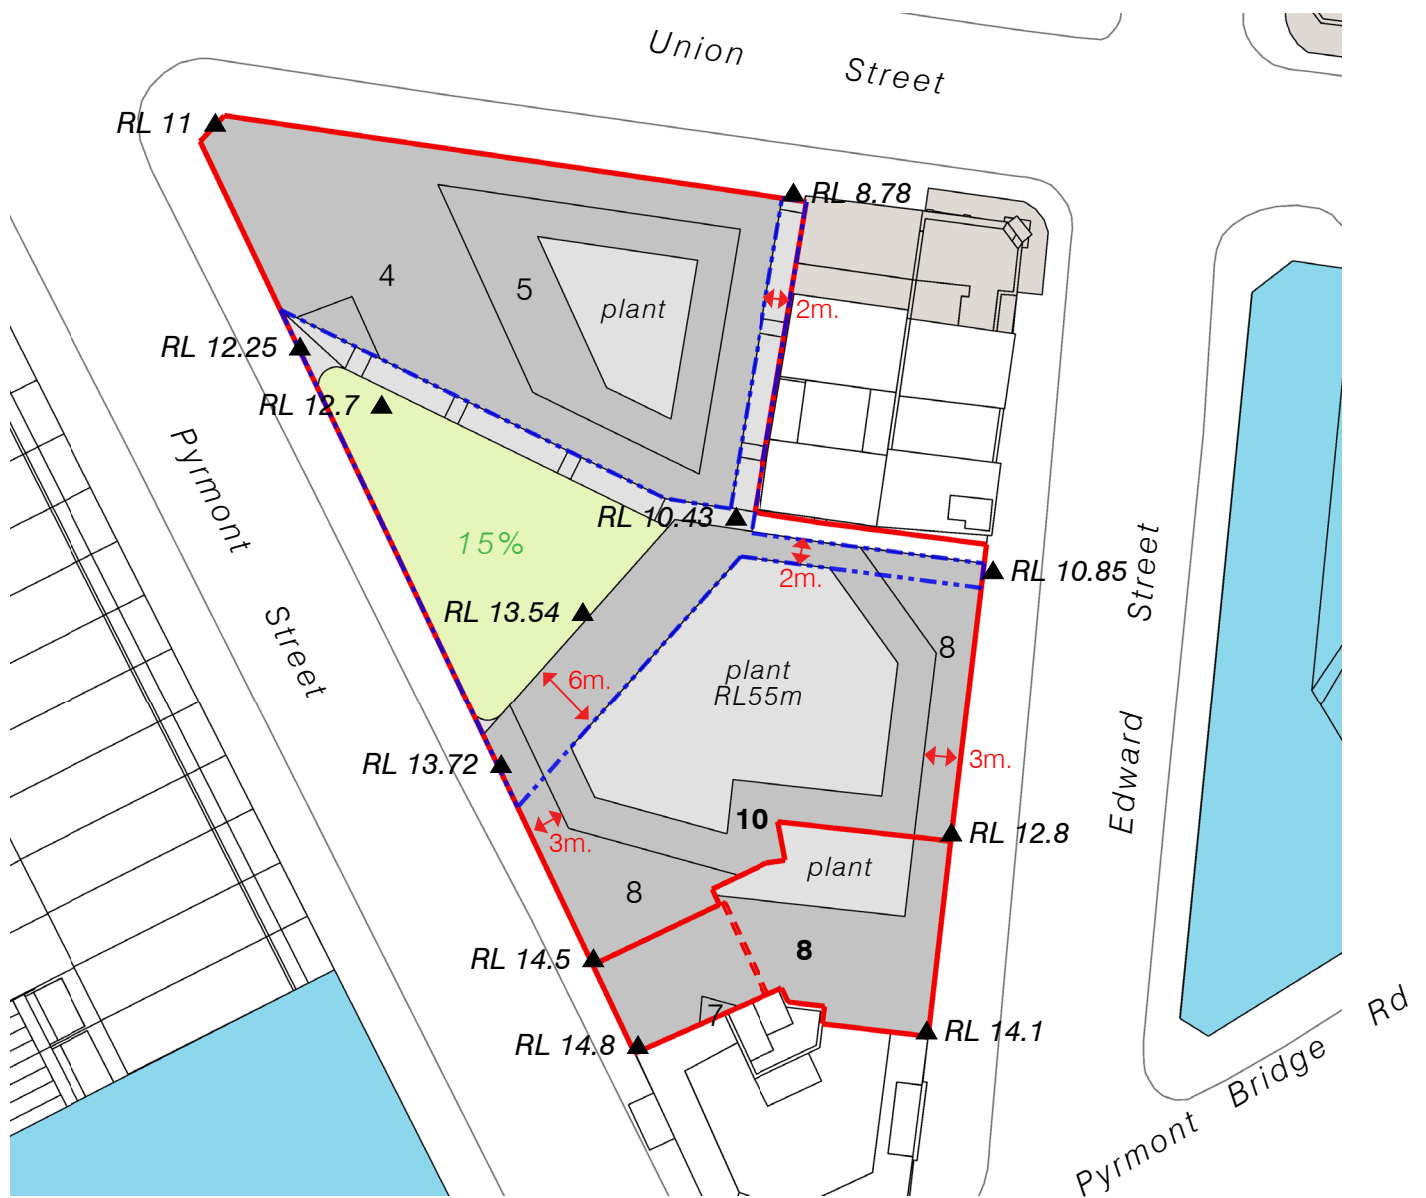 Union Street
RL 11
RL 8.78
4
5
plant
2m.
RL 12.25
RL 12.7
RL 10.43
15%
2m.
RL 10.85
Pyrmont Street
RL 13.54
8
plant
RL55m
6m.
Edward Street
3m.
RL 13.72
10
RL 12.8
3m.
plant
8
8
RL 14.5
7
RL 14.8
RL 14.1
Pyrmont Bridge Rd